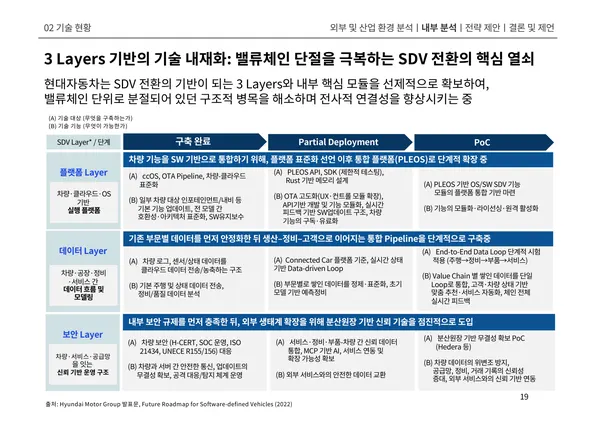 02 기술 현황
외부 및 산업 환경 분석 | 내부 분석 | 전략 제안 | 결론 및 제언
3 Layers 기반의 기술 내재화: 밸류체인 단절을 극복하는 SDV 전환의 핵심 열쇠
현대자동차는 SDV 전환의 기반이 되는 3 Layers와 내부 핵심 모듈을 선제적으로 확보하여,
밸류체인 단위로 분절되어 있던 구조적 병목을 해소하며 전사적 연결성을 향상시키는 중
(A) 기술 대상 (무엇을 구축하는가)
(B) 기술 기능 (무엇이 가능한가)
SDV Layer* / 단계
구축 완료
Partial Deployment
PoC
플랫폼 Layer
차량·클라우드·OS
기반
실행 플랫폼
차량 기능을 SW 기반으로 통합하기 위해, 플랫폼 표준화 선언 이후 통합 플랫폼(PLEOS)로 단계적 확장 중
(A) ccOS, OTA Pipeline, 차량-클라우드
표준화
(B) 일부 차량 대상 인포테인먼트/내비 등
기본 기능 업데이트, 전 모델 간
호환성·아키텍처 표준화, SW유지보수
(A) PLEOS API, SDK (제한적 테스팅),
Rust 기반 메모리 설계
(B) OTA 고도화(UX·컨트롤 모듈 확장),
API기반 개발 및 기능 모듈화, 실시간
피드백 기반 SW업데이트 구조, 차량
기능의 구독·유료화
(A) PLEOS 기반 OS/SW SDV 기능
모듈의 플랫폼 통합 기반 마련
(B) 기능의 모듈화·라이선싱·원격 활성화
데이터 Layer
차량·공장·정비
·서비스 간
데이터 흐름 및
모델링
기존 부문별 데이터를 먼저 안정화한 뒤 생산–정비–고객으로 이어지는 통합 Pipeline을 단계적으로 구축중
(A) 차량 로그, 센서/상태 데이터를
클라우드 데이터 전송/농축하는 구조
(B) 기본 주행 및 상태 데이터 전송,
정비/품질 데이터 분석
(A) Connected Car 플랫폼 기준, 실시간 상태
기반 Data-driven Loop
(B) 부문별로 쌓인 데이터를 정제·표준화, 초기
모델 기반 예측정비
(A) End-to-End Data Loop 단계적 시험
적용 (주행→정비→부품→서비스)
(B) Value Chain 별 쌓인 데이터를 단일
Loop로 통합, 고객·차량 상태 기반
맞춤 추천·서비스 자동화, 체인 전체
실시간 피드백
보안 Layer
차량·서비스·공급망
을 잇는
신뢰 기반 운영 구조
내부 보안 규제를 먼저 충족한 뒤, 외부 생태계 확장을 위해 분산원장 기반 신뢰 기술을 점진적으로 도입
(A) 차량 보안 (H-CERT, SOC 운영, ISO
21434, UNECE R155/156) 대응
(B) 차량과 서버 간 안전한 통신, 업데이트의
무결성 확보, 공격 대응/탐지 체계 운영
(A) 서비스·정비·부품·차량 간 신뢰 데이터
통합, MCP 기반 AI, 서비스 연동 및
확장 가능성 확보
(B) 외부 서비스와의 안전한 데이터 교환
(A) 분산원장 기반 무결성 확보 PoC
(Hedera 등)
(B) 차량 데이터의 위변조 방지,
공급망, 정비, 거래 기록의 신뢰성
증대, 외부 서비스와의 신뢰 기반 연동
19
출처: Hyundai Motor Group 발표문, Future Roadmap for Software-defined Vehicles (2022)